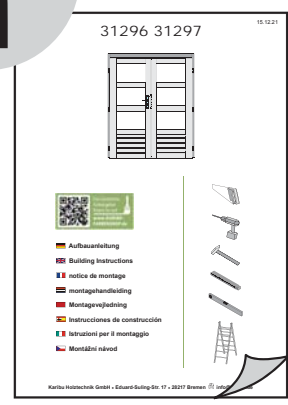 15.12.21
31296 31297
Aufbauanleitung
Building Instructions
notice de montage
montagehandleiding
Montagevejledning
Instrucciones de construcción
Istruzioni per il montaggio
Montážní návod
Karibu Holztechnik GmbH • Eduard-Suling-Str. 17 • 28217 Bremen